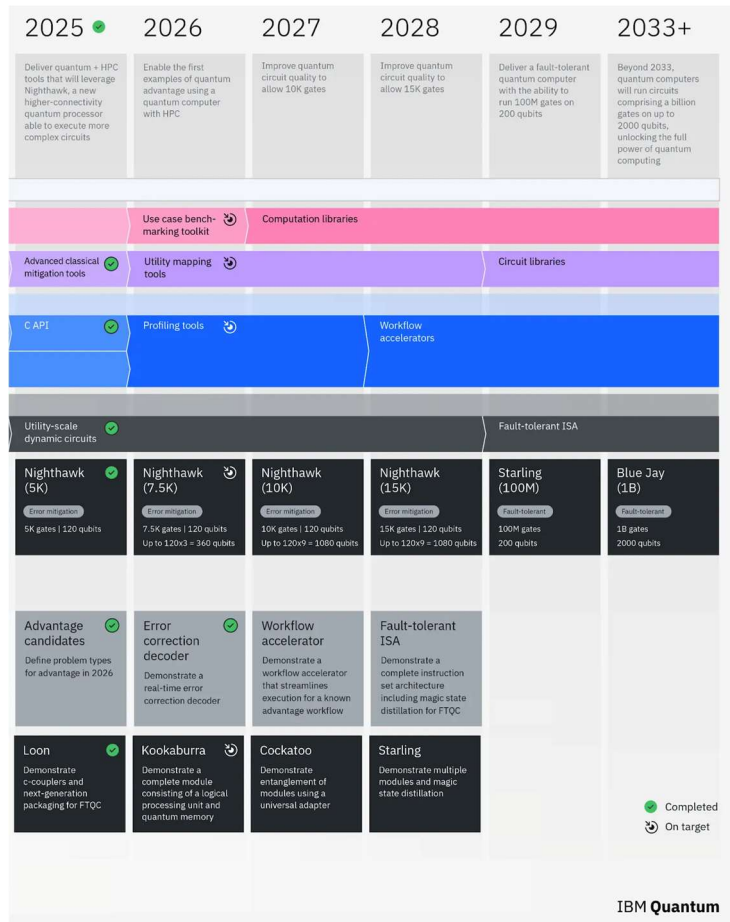 2025
2026
2027
2028
2029
2033+
Deliver quantum + HPC
tools that will leverage
Nighthawk, a new
higher-connectivity
quantum processor
able to execute more
complex circuits
Enable the first
examples of quantum
advantage using a
quantum computer
with HPC
Improve quantum
circuit quality to
allow 10K gates
Improve quantum
circuit quality to
allow 15K gates
Deliver a fault-tolerant
quantum computer
with the ability to
run 100M gates on
200 qubits
Beyond 2033,
quantum computers
will run circuits
comprising a billion
gates on up to
2000 qubits,
unlocking the full
power of quantum
computing
Use case bench-
marking toolkit
Computation libraries
Advanced classical
mitigation tools
Utility mapping
tools
Circuit libraries
C API
Profiling tools
Workflow
accelerators
Utility-scale
dynamic circuits
Fault-tolerant ISA
Nighthawk
(5K)
Error mitigation
5K gates | 120 qubits
Nighthawk
(7.5K)
Error mitigation
7.5K gates | 120 qubits
Up to 120x3 = 360 qubits
Nighthawk
(10K)
Error mitigation
10K gates | 120 qubits
Up to 120x9 = 1080 qubits
Nighthawk
(15K)
Error mitigation
15K gates | 120 qubits
Up to 120x9 = 1080 qubits
Starling
(100M)
Fault-tolerant
100M gates
200 qubits
Blue Jay
(1B)
Fault-tolerant
1B gates
2000 qubits
Advantage
candidates
Define problem types
for advantage in 2026
Error
correction
decoder
Demonstrate a
real-time error
correction decoder
Workflow
accelerator
Demonstrate a
workflow accelerator
that streamlines
execution for a known
advantage workflow
Fault-tolerant
ISA
Demonstrate a
complete instruction
set architecture
including magic state
distillation for FTQC
Loon
Demonstrate
c-couplers and
next-generation
packaging for FTQC
Kookaburra
Demonstrate a
complete module
consisting of a logical
processing unit and
quantum memory
Cockatoo
Demonstrate
entanglement of
modules using a
universal adapter
Starling
Demonstrate multiple
modules and magic
state distillation
Completed
On target
IBM Quantum